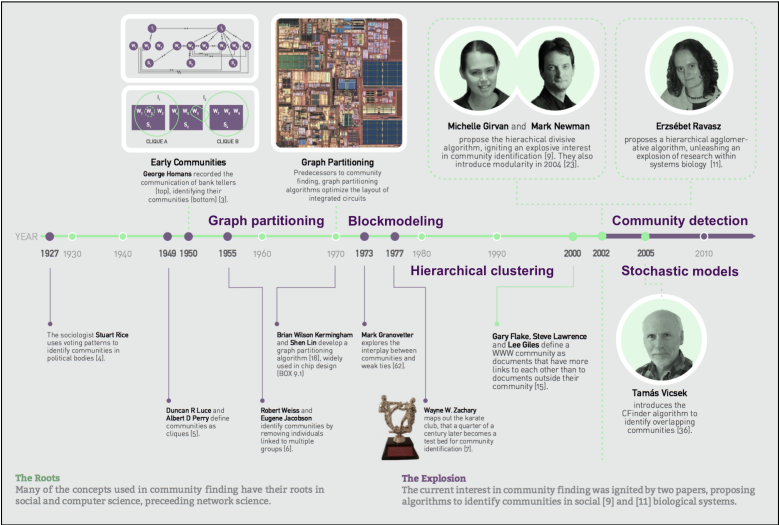 CLIQUE A
CLIQUE B
Early Communities
George Homans recorded the
communication of bank tellers
(top), identifying their
communities (bottom) [3].
Graph Partitioning
Predecessors to community
finding, graph partitioning
algorithms optimize the layout of
integrated circuits
Michelle Girvan and Mark Newman
propose the hierarchical divisive
algorithm, igniting an explosive interest
in community identification [9]. They also
introduce modularity in 2004 [23].
Erzsébet Ravasz
proposes a hierarchical agglomer-
ative algorithm, unleashing an
explosion of research within
systems biology [11].
Graph partitioning
Blockmodeling
Community detection
YEAR
1927
1930
1940
1949
1950
1955
1960
1970
1973
1977
1980
1990
2000
2002
2005
2010
Hierarchical clustering
Stochastic models
The sociologist Stuart Rice
uses voting patterns to
identify communities in
political bodies [4].
Duncan R Luce and
Albert D Perry define
communities as
cliques [5].
Robert Weiss and
Eugene Jacobson
identify communities by
removing individuals
linked to multiple
groups [6].
Brian Wilson Kermingham
and Shen Lin develop a
graph partitioning
algorithm [18], widely
used in chip design
(BOX 9.1)
Mark Granovetter
explores the
interplay between
communities and
weak ties [62].
Wayne W. Zachary
maps out the karate
club, that a quarter of a
century later becomes a
test bed for community
identification [7].
Gary Flake, Steve Lawrence
and Lee Giles define a
WWW community as
documents that have more
links to each other than to
documents outside their
community [15].
Tamás Vicsek
introduces the
CFinder algorithm to
identify overlapping
communities [36].
The Roots
Many of the concepts used in community finding have their roots in
social and computer science, preceeding network science.
The Explosion
The current interest in community finding was ignited by two papers, proposing
algorithms to identify communities in social [9] and [11] biological systems.